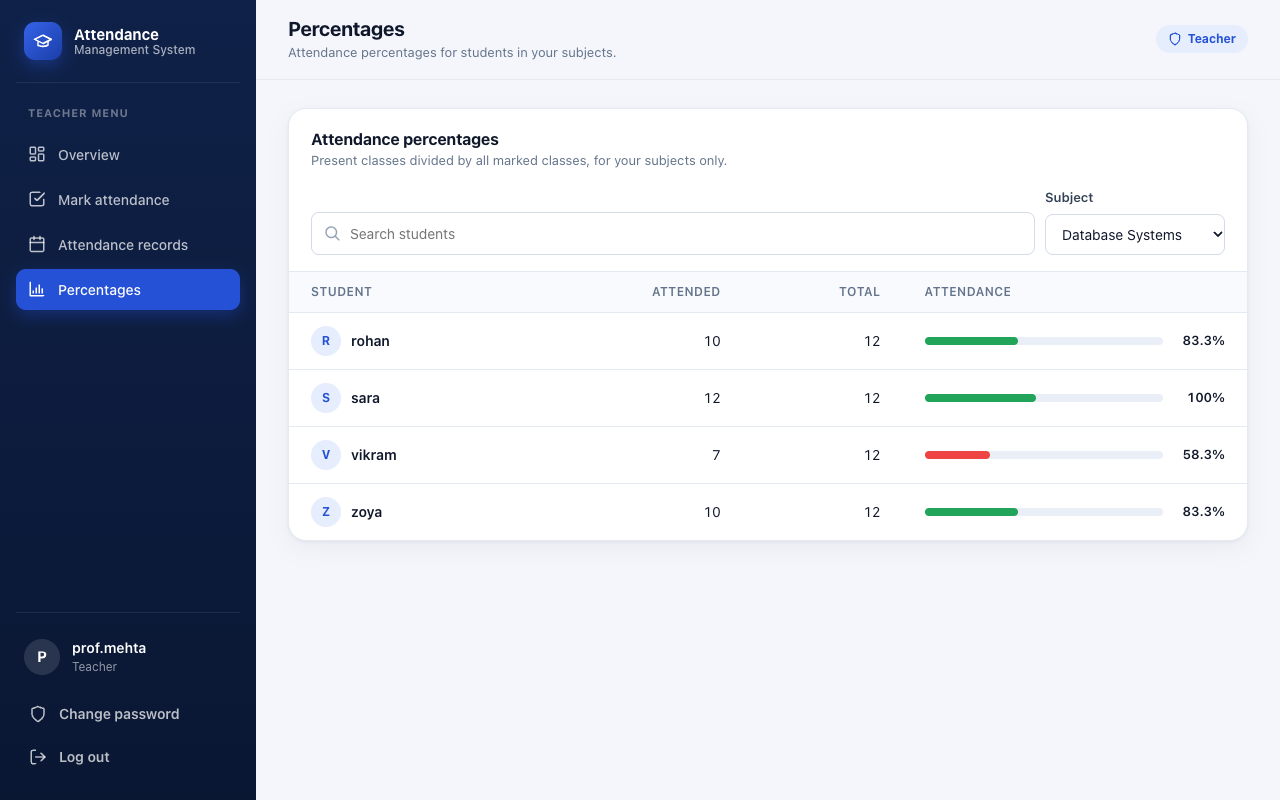 Attendance
Management System
TEACHER MENU
Overview
Mark attendance
Attendance records
Percentages
P
prof.mehta
Teacher
Change password
Log out
Percentages
Attendance percentages for students in your subjects.
Teacher
Attendance percentages
Present classes divided by all marked classes, for your subjects only.
Subject
Search students
Database Systems
STUDENT ATTENDED TOTAL ATTENDANCE
R rohan 10 12 83.3%
S sara 12 12 100%
V vikram 7 12 58.3%
Z zoya 10 12 83.3%